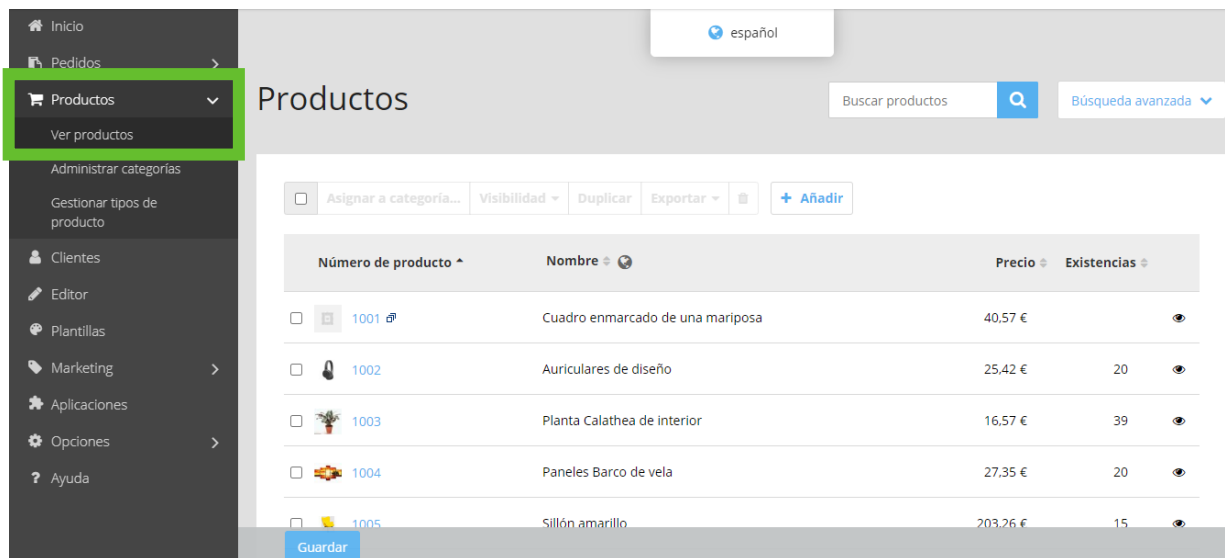 Inicio
Pedidos
Productos
Ver productos
Administrar categorías
Gestionar tipos de
producto
Clientes
Editor
Plantillas
Marketing
Aplicaciones
Opciones
? Ayuda
español
Productos
Buscar productos
Búsqueda avanzada
Asignar a categoría... Visibilidad Duplicar Exportar + Añadir
Número de producto Nombre Precio Existencias
1001 Cuadro enmarcado de una mariposa 40,57 €
1002 Auriculares de diseño 25,42 € 20
1003 Planta Calathea de interior 16,57 € 39
1004 Paneles Barco de vela 27,35 € 20
1005 Sillón amarillo 203,26 € 15
Guardar